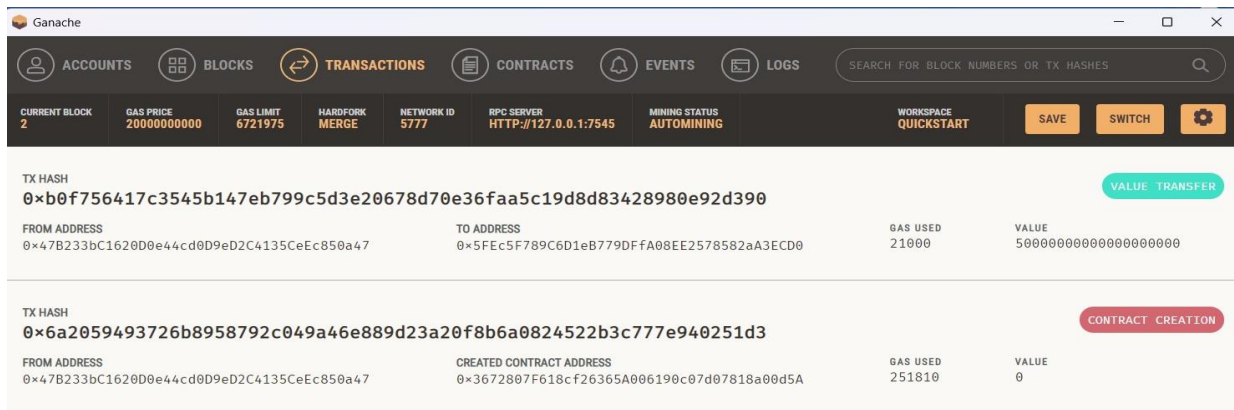 Ganache
ACCOUNTS BLOCKS TRANSACTIONS CONTRACTS EVENTS LOGS SEARCH FOR BLOCK NUMBERS OR TX HASHES
CURRENT BLOCK GAS PRICE GAS LIMIT HARDFORK NETWORK ID RPC SERVER MINING STATUS WORKSPACE
2 20000000000 6721975 MERGE 5777 HTTP://127.0.0.1:7545 AUTOMINING QUICKSTART SAVE SWITCH
TX HASH
0×b0f756417c3545b147eb799c5d3e20678d70e36faa5c19d8d83428980e92d390 VALUE TRANSFER
FROM ADDRESS TO ADDRESS GAS USED VALUE
0×47B233bC1620D0e44cd0D9eD2C4135CeEc850a47 0×5FEc5F789C6D1eB779DFfA08EE2578582aA3ECD0 21000 50000000000000000000
TX HASH
0×6a2059493726b8958792c049a46e889d23a20f8b6a0824522b3c777e940251d3 CONTRACT CREATION
FROM ADDRESS CREATED CONTRACT ADDRESS GAS USED VALUE
0×47B233bC1620D0e44cd0D9eD2C4135CeEc850a47 0×3672807F618cf26365A006190c07d07818a00d5A 251810 0